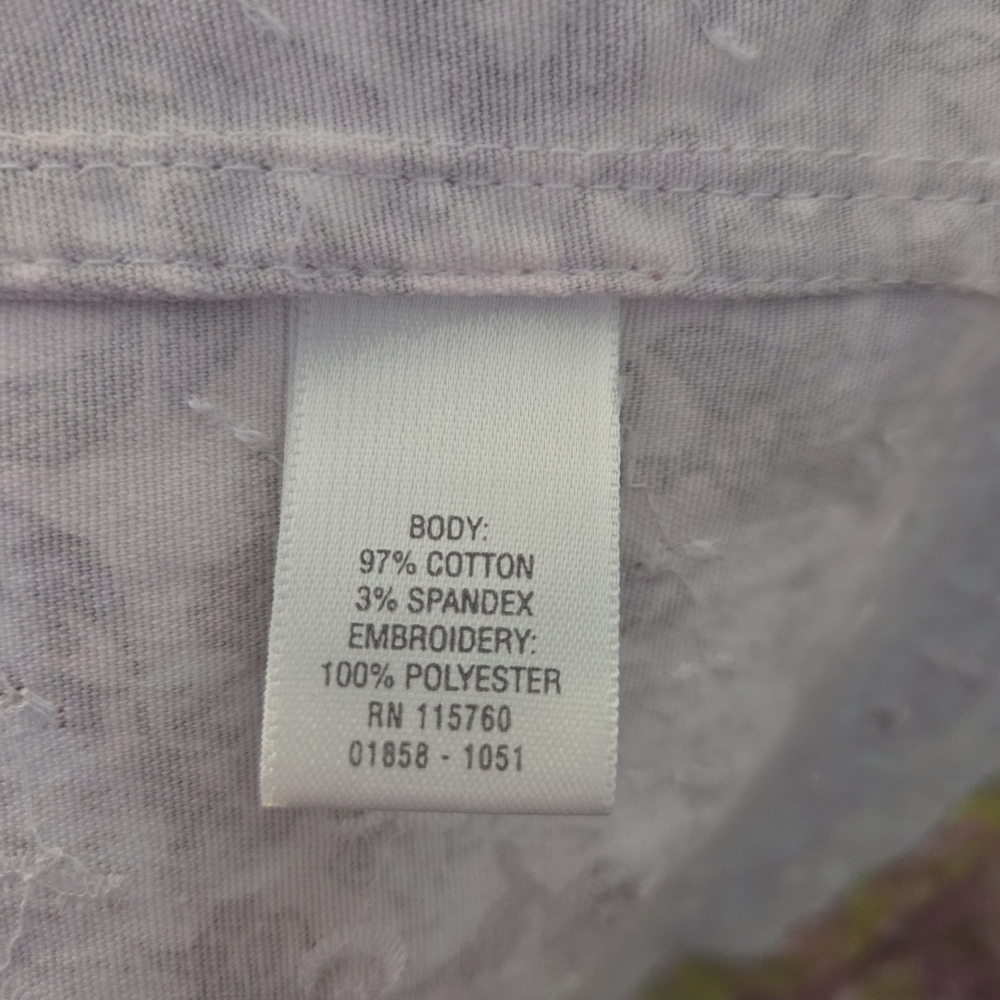 BODY:
97% COTTON
3% SPANDEX
EMBROIDERY:
100% POLYESTER
RN 115760
01858 - 1051